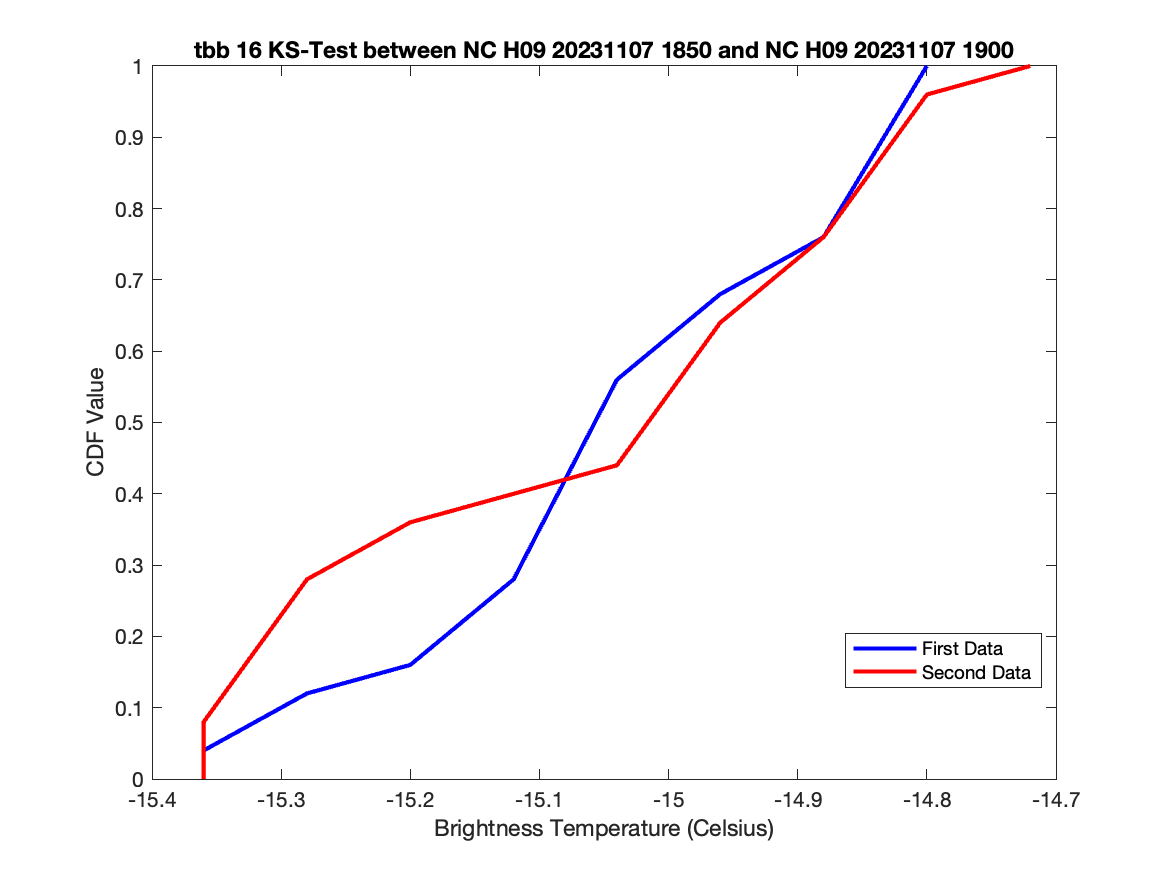 tbb 16 KS-Test between NC H09 20231107 1850 and NC H09 20231107 1900
1
0.9
0.8
0.7
0.6
0.5
0.4
0.3
0.2
0.1
0
CDF Value
First Data
Second Data
-15.4 -15.3 -15.2 -15.1 -15 -14.9 -14.8 -14.7
Brightness Temperature (Celsius)